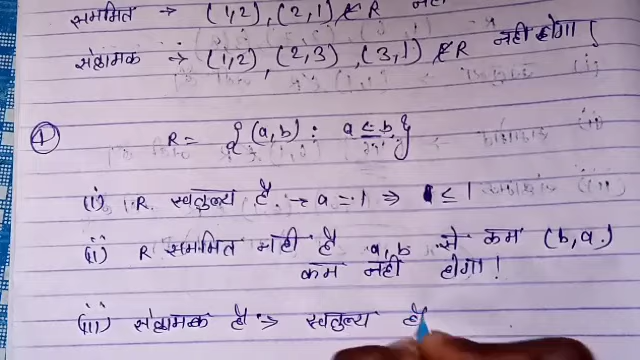 सममित → (1,2), (2,1) ∉ R नहीं
संक्रामक → (1,2), (2,3), (3,1) ∉ R नहीं होगा।
④ R = {(a,b) : a ≤ b}
(i) R स्वतुल्य है. → a = 1 ⇒ 1 ≤ 1
(ii) R सममित नहीं है a,b से कम (b,a.)
कम नहीं होगा!
(iii) संक्रामक है ⇒ स्वतुल्य है